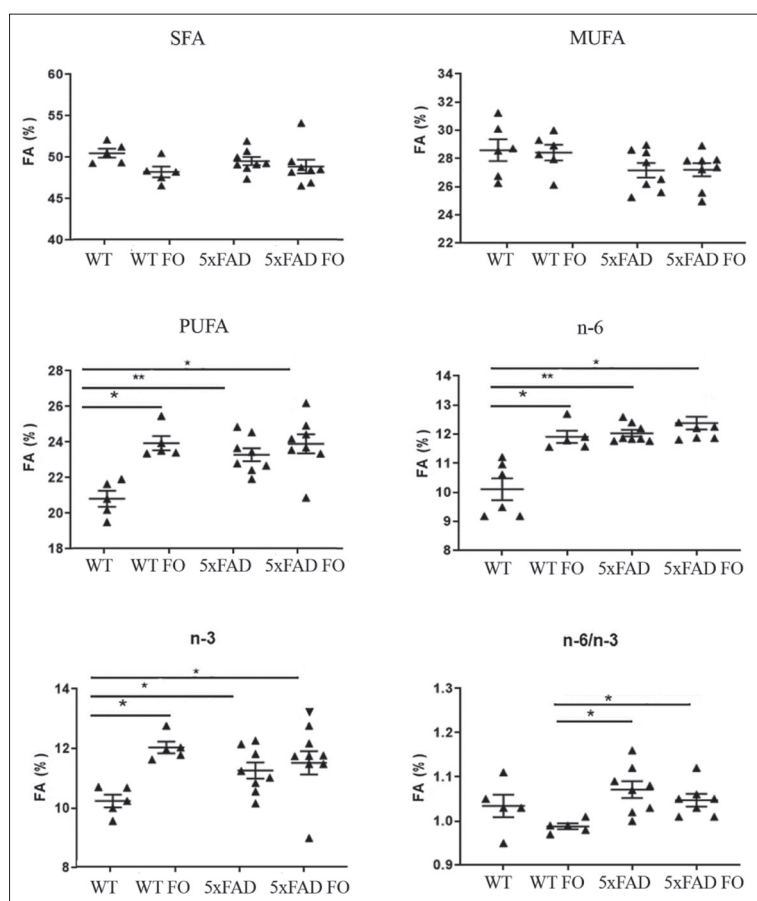 SFA
FA (%)
60
55
50
45
40
WT WT FO 5xFAD 5xFAD FO
MUFA
FA (%)
34
32
30
28
26
24
22
WT WT FO 5xFAD 5xFAD FO
PUFA
FA (%)
28
26
24
22
20
18
*
**
*
WT WT FO 5xFAD 5xFAD FO
n-6
FA (%)
14
13
12
11
10
9
8
*
**
*
WT WT FO 5xFAD 5xFAD FO
n-3
FA (%)
14
12
10
8
*
*
*
WT WT FO 5xFAD 5xFAD FO
n-6/n-3
FA (%)
1.3
1.2
1.1
1.0
0.9
*
*
WT WT FO 5xFAD 5xFAD FO